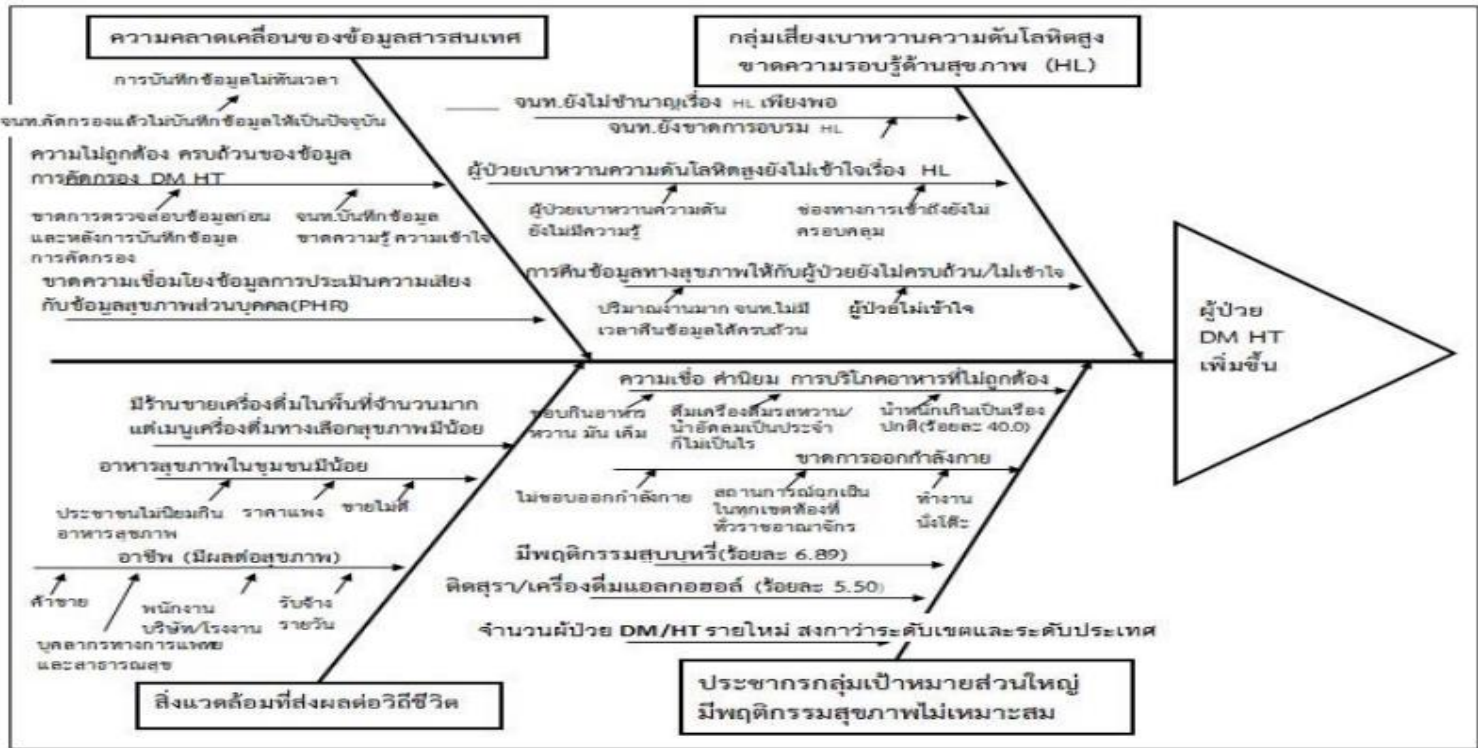 ความคลาดเคลื่อนของข้อมูลสารสนเทศ
การบันทึกข้อมูลไม่ทันเวลา
จนท.คัดกรองแล้วไม่บันทึกข้อมูลให้เป็นปัจจุบัน
ความไม่ถูกต้อง ครบถ้วนของข้อมูล
การคัดกรอง DM HT
ขาดการตรวจสอบข้อมูลก่อน
และหลังการบันทึกข้อมูล
การคัดกรอง
จนท.บันทึกข้อมูล
ขาดความรู้ ความเข้าใจ
ขาดความเชื่อมโยงข้อมูลการประเมินความเสี่ยง
กับข้อมูลสุขภาพส่วนบุคคล(PHR)
กลุ่มเสี่ยงเบาหวานความดันโลหิตสูง
ขาดความรอบรู้ด้านสุขภาพ (HL)
จนท.ยังไม่ชำนาญเรื่อง HL เพียงพอ
จนท.ยังขาดการอบรม HL
ผู้ป่วยเบาหวานความดันโลหิตสูงยังไม่เข้าใจเรื่อง HL
ผู้ป่วยเบาหวานความดัน
ยังไม่มีความรู้
ช่องทางการเข้าถึงยังไม่
ครอบคลุม
การคืนข้อมูลทางสุขภาพให้กับผู้ป่วยยังไม่ครบถ้วน/ไม่เข้าใจ
ปริมาณงานมาก จนท.ไม่มี
เวลาคืนข้อมูลได้ครบถ้วน
ผู้ป่วยไม่เข้าใจ
ผู้ป่วย
DM HT
เพิ่มขึ้น
มีร้านขายเครื่องดื่มในพื้นที่จำนวนมาก
แต่เมนูเครื่องดื่มทางเลือกสุขภาพมีน้อย
อาหารสุขภาพในชุมชนมีน้อย
ประชาชนไม่นิยมกิน
อาหารสุขภาพ
ราคาแพง
ขายไม่ดี
อาชีพ (มีผลต่อสุขภาพ)
ค้าขาย
บุคลากรทางการแพทย์
และสาธารณสุข
พนักงาน
บริษัท/โรงงาน
รับจ้าง
รายวัน
สิ่งแวดล้อมที่ส่งผลต่อวิถีชีวิต
ความเชื่อ ค่านิยม การบริโภคอาหารที่ไม่ถูกต้อง
ชอบกินอาหาร
หวาน มัน เค็ม
ดื่มเครื่องดื่มรสหวาน/
น้ำอัดลมเป็นประจำ
ก็ไม่เป็นไร
น้ำหนักเกินเป็นเรื่อง
ปกติ(ร้อยละ 40.0)
ขาดการออกกำลังกาย
ไม่ชอบออกกำลังกาย
สถานการณ์ฉุกเฉิน
ในทุกเขตท้องที่
ทั่วราชอาณาจักร
ทำงาน
นั่งโต๊ะ
มีพฤติกรรมสูบบุหรี่(ร้อยละ 6.89)
ติดสุรา/เครื่องดื่มแอลกอฮอล์ (ร้อยละ 5.50)
จำนวนผู้ป่วย DM/HT รายใหม่ สูงกว่าระดับเขตและระดับประเทศ
ประชากรกลุ่มเป้าหมายส่วนใหญ่
มีพฤติกรรมสุขภาพไม่เหมาะสม